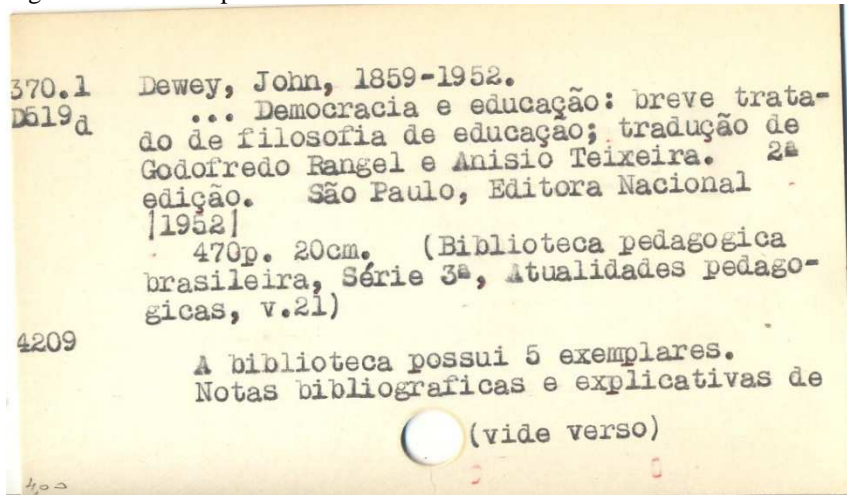 370.1 Dewey, John, 1859-1952.
D519d ... Democracia e educação: breve trata-
do de filosofia de educação; tradução de
Godofredo Rangel e Anisio Teixeira. 2ª
edição. São Paulo, Editora Nacional
|1952|
470p. 20cm. (Biblioteca pedagogica
brasileira, Série 3ª, Atualidades pedago-
gicas, v.21)
4209
A biblioteca possui 5 exemplares.
Notas bibliograficas e explicativas de
(vide verso)